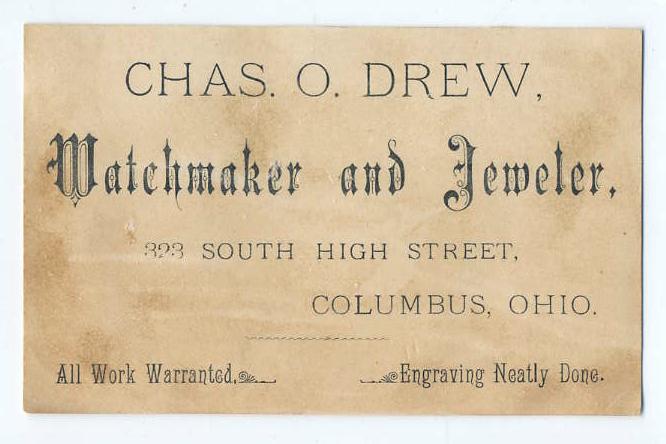 CHAS. O. DREW,
Watchmaker and Jeweler,
323 SOUTH HIGH STREET,
COLUMBUS, OHIO.
All Work Warranted. Engraving Neatly Done.